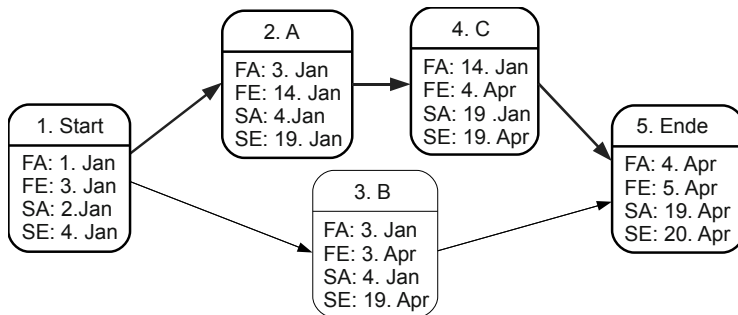 1. Start
FA: 1. Jan
FE: 3. Jan
SA: 2.Jan
SE: 4. Jan
2. A
FA: 3. Jan
FE: 14. Jan
SA: 4.Jan
SE: 19. Jan
3. B
FA: 3. Jan
FE: 3. Apr
SA: 4. Jan
SE: 19. Apr
4. C
FA: 14. Jan
FE: 4. Apr
SA: 19 .Jan
SE: 19. Apr
5. Ende
FA: 4. Apr
FE: 5. Apr
SA: 19. Apr
SE: 20. Apr